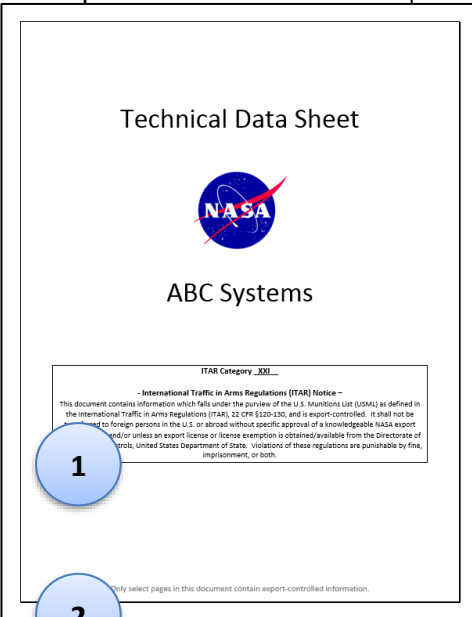 Technical Data Sheet
NASA
ABC Systems
ITAR Category _XXI_
- International Traffic in Arms Regulations (ITAR) Notice –
This document contains information which falls under the purview of the U.S. Munitions List (USML) as defined in
the International Traffic in Arms Regulations (ITAR), 22 CFR §120-130, and is export-controlled. It shall not be
to foreign persons in the U.S. or abroad without specific approval of a knowledgeable NASA export
and/or unless an export license or license exemption is obtained/available from the Directorate of
United States Department of State. Violations of these regulations are punishable by fine,
imprisonment, or both.
1
Only select pages in this document contain export-controlled information.
2